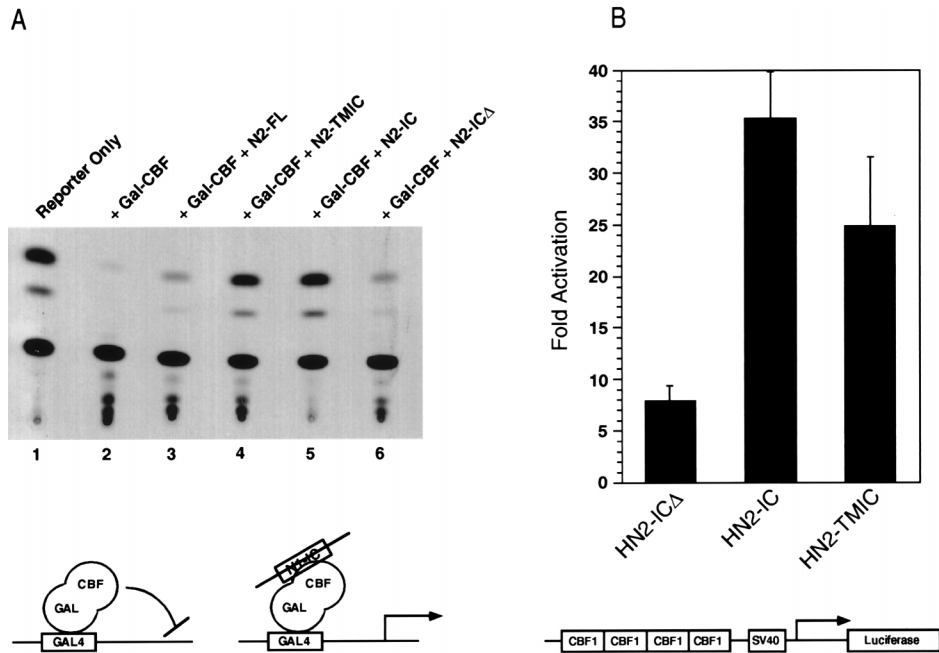 A
Reporter Only
+ Gal-CBF
+ Gal-CBF + N2-FL
+ Gal-CBF + N2-TMIC
+ Gal-CBF + N2-IC
+ Gal-CBF + N2-ICΔ
1 2 3 4 5 6
CBF
GAL
GAL4
N1-IC
CBF
GAL
GAL4
B
Fold Activation
40
35
30
25
20
15
10
5
0
HN2-ICΔ
HN2-IC
HN2-TMIC
CBF1 CBF1 CBF1 CBF1 SV40 Luciferase